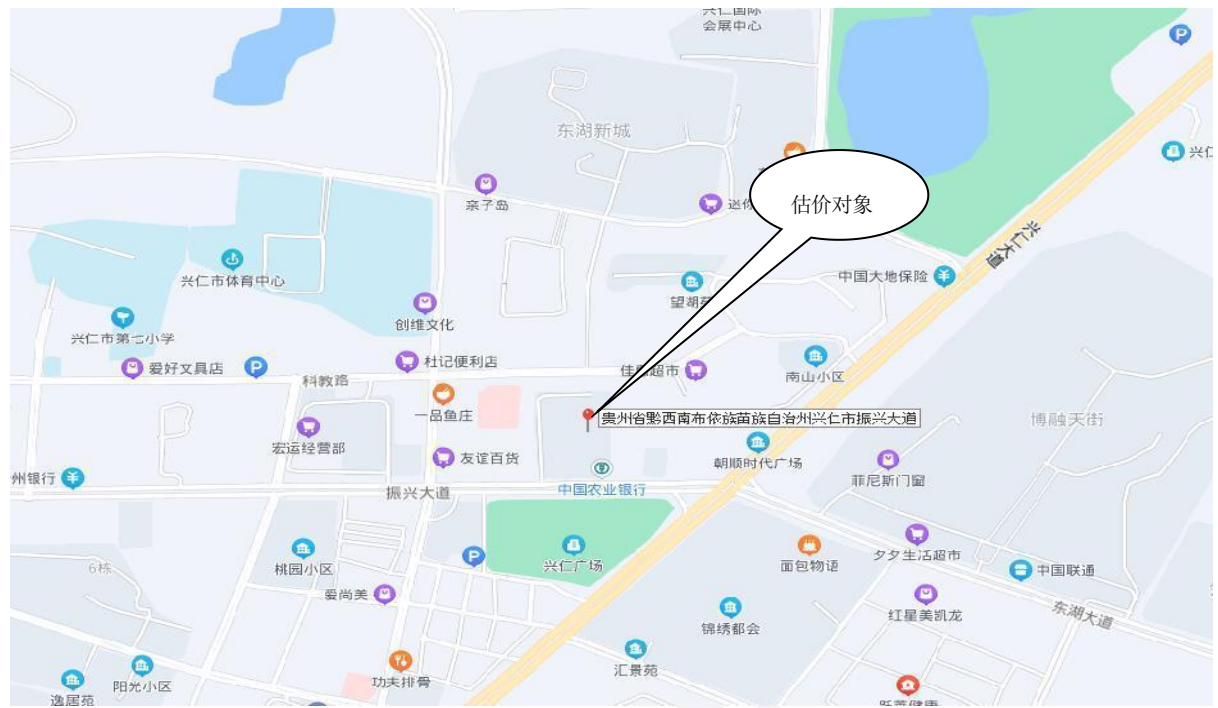 兴仁国际
会展中心
P
东湖新城
亲子岛
估价对象
兴仁大道
兴仁市体育中心
望湖苑
中国大地保险
创维文化
兴仁市第七小学
爱好文具店
P
科教路
杜记便利店
佳
超市
南山小区
一品鱼庄
贵州省黔西南布依族苗族自治州兴仁市振兴大道
博融天街
宏运经营部
友谊百货
朝顺时代广场
菲尼斯门窗
州银行
振兴大道
中国农业银行
6栋
桃园小区
P
兴仁广场
面包物语
夕夕生活超市
中国联通
爱尚美
红星美凯龙
东湖大道
锦绣都会
汇景苑
阳光小区
功夫排骨
逸居苑